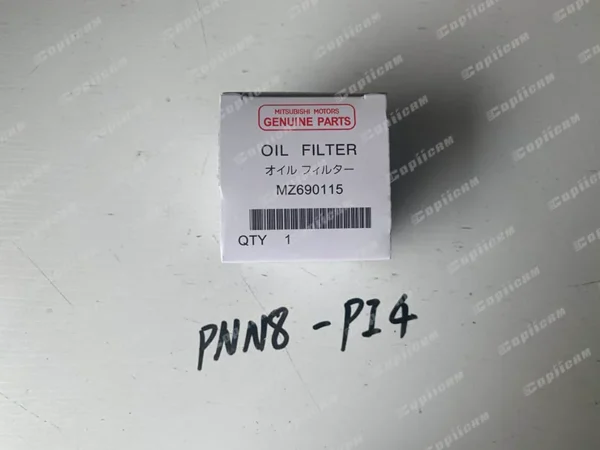 MITSUBISHI MOTORS
GENUINE PARTS
OIL FILTER
オイル フィルター
MZ690115
QTY 1
PNN8 - PI4
Capiicam